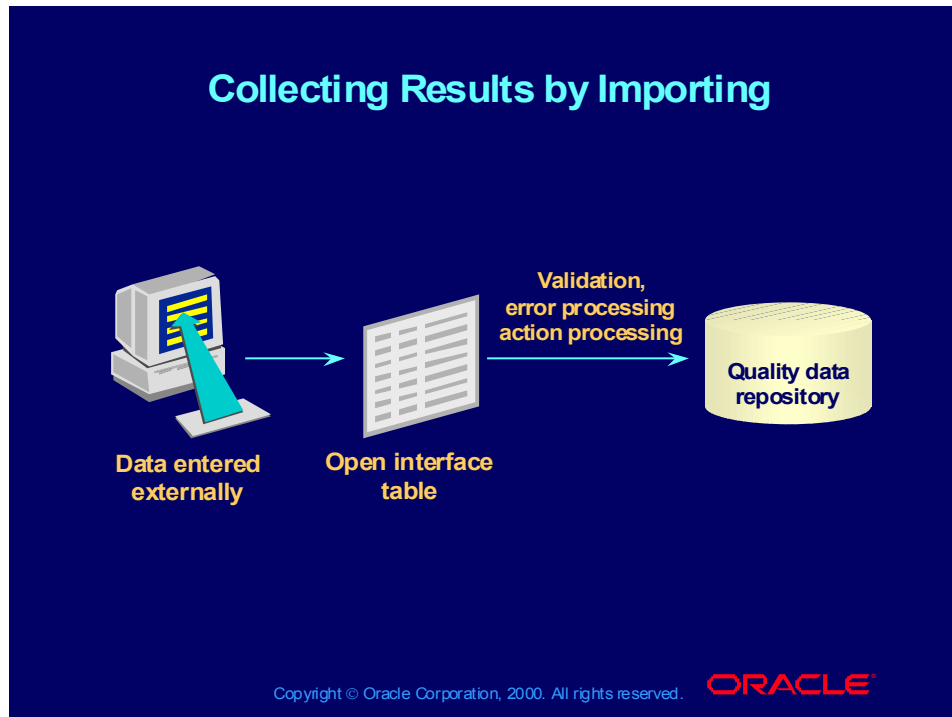 Collecting Results by Importing
Validation,
error processing
action processing
Quality data
repository
Data entered
externally
Open interface
table
Copyright © Oracle Corporation, 2000. All rights reserved.
ORACLE®